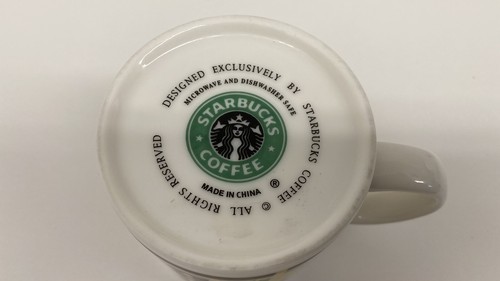 DESIGNED EXCLUSIVELY BY STARBUCKS COFFEE © ALL RIGHTS RESERVED
MICROWAVE AND DISHWASHER SAFE
STARBUCKS
COFFEE
®
MADE IN CHINA